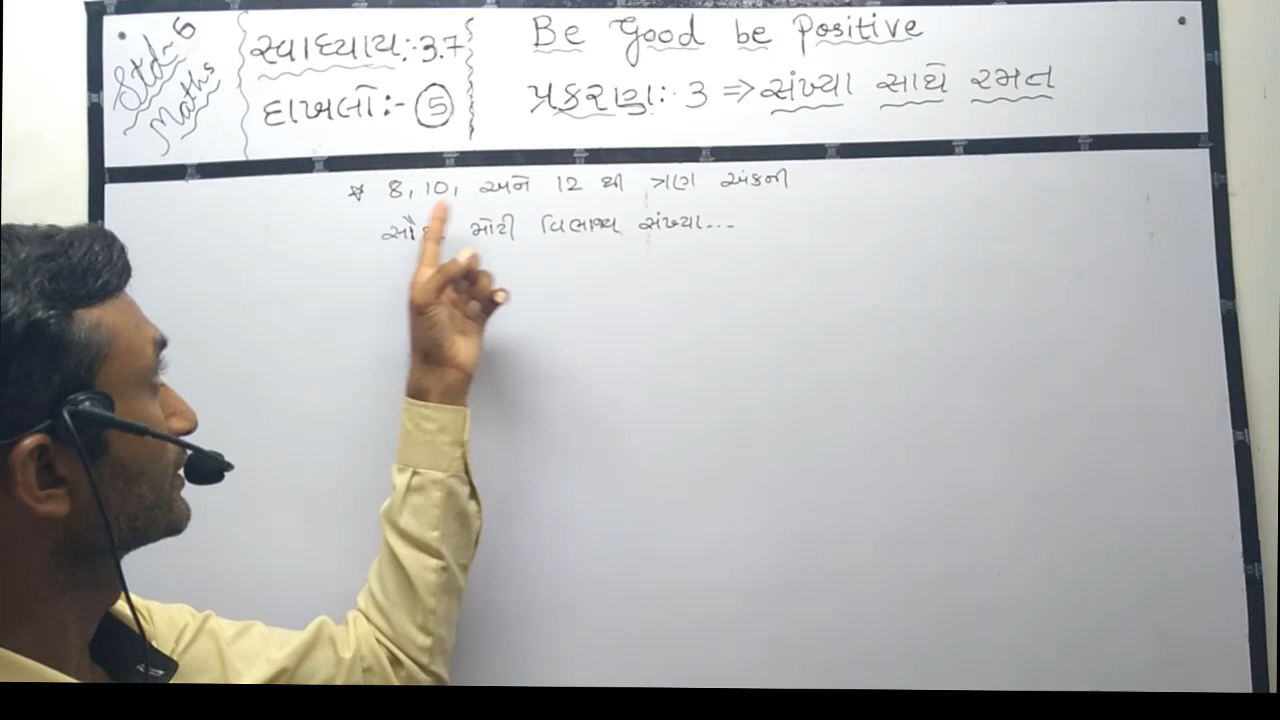 Std-6
Maths
સ્વાધ્યાય:-3.7
દાખલો:- 5
Be Good be Positive
પ્રકરણ:- 3 ⇒ સંખ્યા સાથે રમત
* 8, 10, અને 12 થી ત્રણ અંકની
મોટી વિભાજ્ય સંખ્યા...